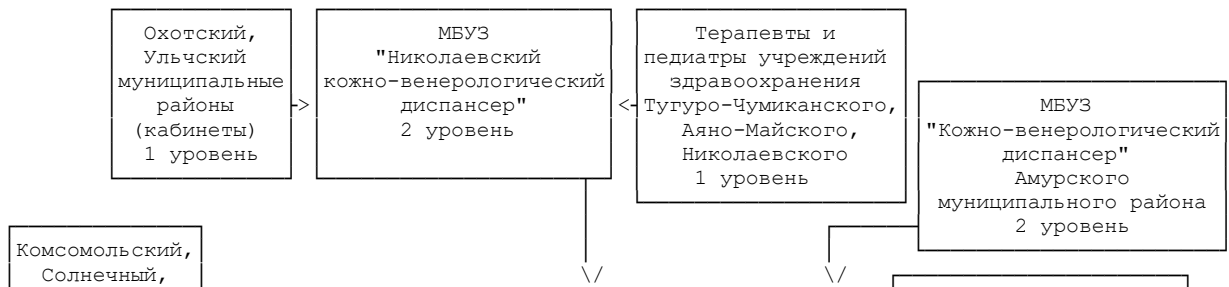 Охотский,
Ульчский
муниципальные
районы
(кабинеты)
1 уровень
->
МБУЗ
"Николаевский
кожно-венерологический
диспансер"
2 уровень
<-
Терапевты и
педиатры учреждений
здравоохранения
Тугуро-Чумиканского,
Аяно-Майского,
Николаевского
1 уровень
МБУЗ
"Кожно-венерологический
диспансер"
Амурского
муниципального района
2 уровень
Комсомольский,
Солнечный,
\/
\/